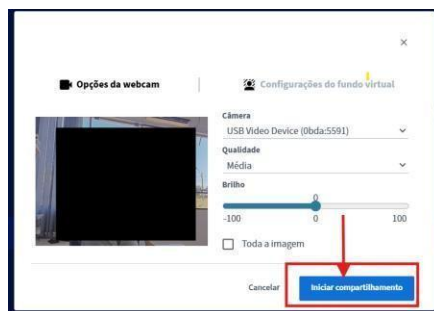 ×
Opções da webcam
Configurações do fundo virtual
Câmera
USB Video Device (0bda:5591)
Qualidade
Média
Brilho
0
-100 0 100
Toda a imagem
Cancelar Iniciar compartilhamento